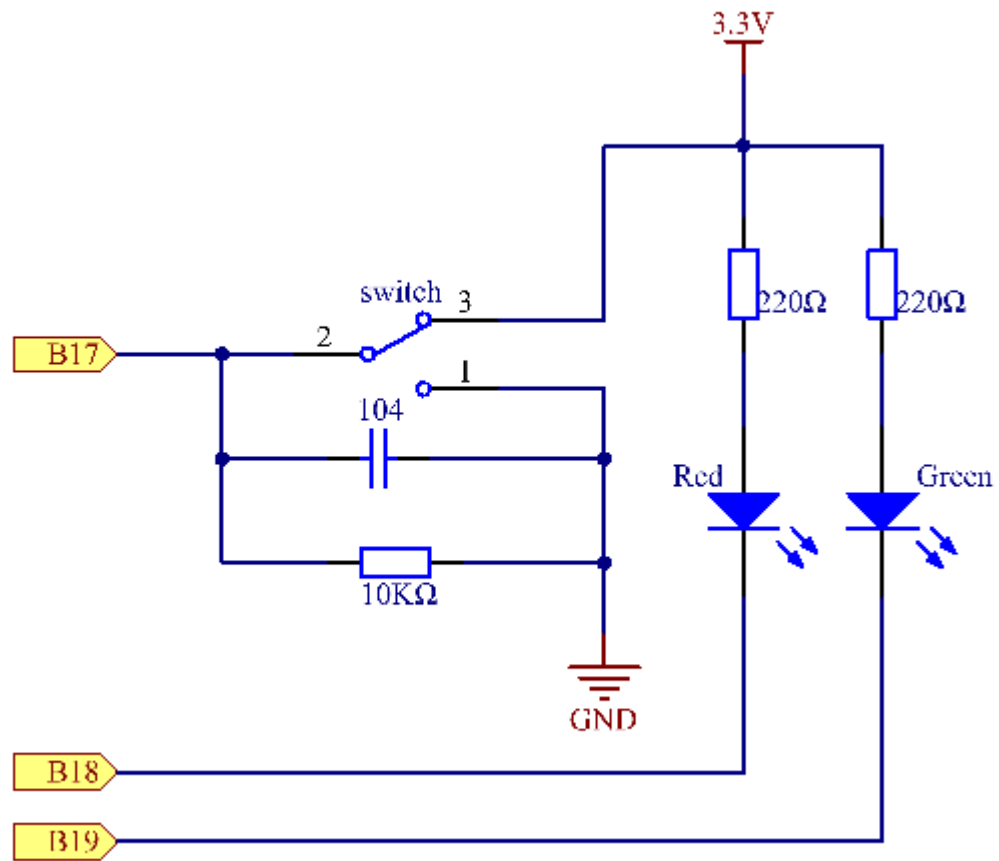 3.3V
220Ω
220Ω
switch
3
2
B17
1
104
Red
Green
10KΩ
GND
B18
B19